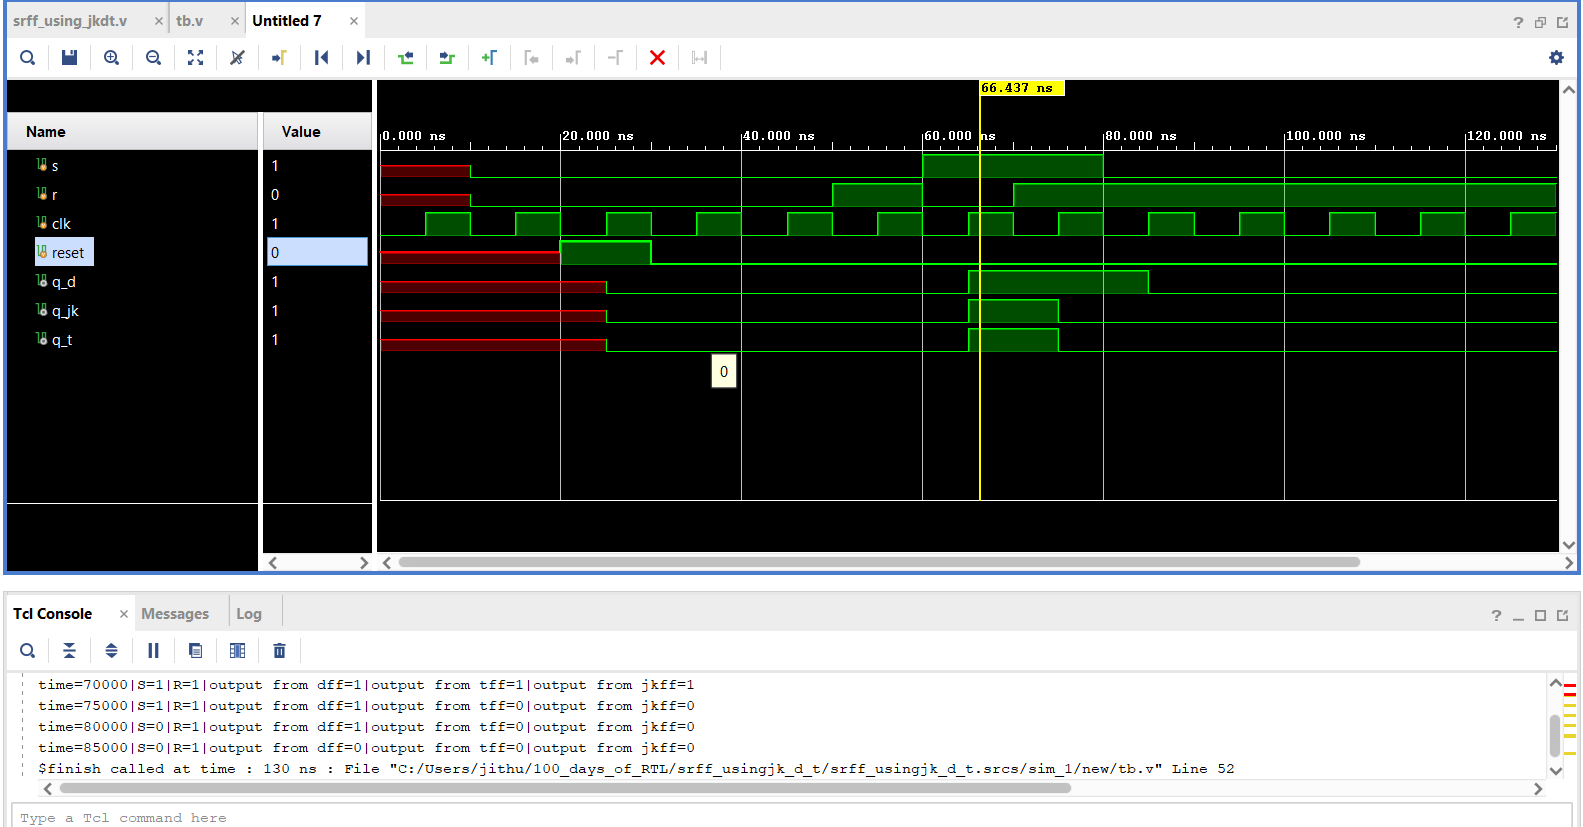 srff_using_jkdt.v × tb.v × Untitled 7 ×
?
66.437 ns
Name Value
0.000 ns 20.000 ns 40.000 ns 60.000 ns 80.000 ns 100.000 ns 120.000 ns
s 1
r 0
clk 1
reset 0
q_d 1
q_jk 1
q_t 1
0
Tcl Console × Messages Log
?
time=70000|S=1|R=1|output from dff=1|output from tff=1|output from jkff=1
time=75000|S=1|R=1|output from dff=1|output from tff=0|output from jkff=0
time=80000|S=0|R=1|output from dff=1|output from tff=0|output from jkff=0
time=85000|S=0|R=1|output from dff=0|output from tff=0|output from jkff=0
$finish called at time : 130 ns : File "C:/Users/jithu/100_days_of_RTL/srff_usingjk_d_t/srff_usingjk_d_t.srcs/sim_1/new/tb.v" Line 52
Type a Tcl command here